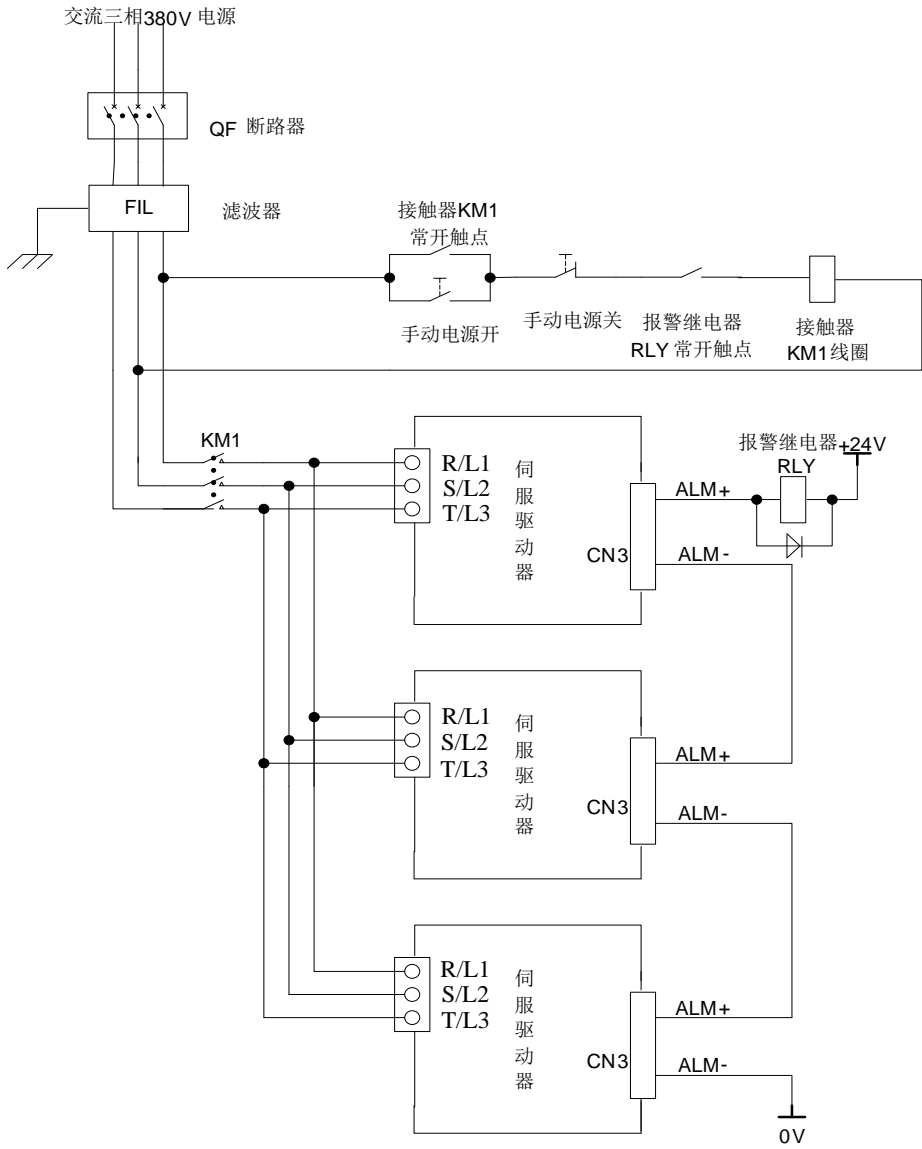 交流三相380V 电源
QF 断路器
FIL
滤波器
接触器KM1
常开触点
手动电源开
手动电源关
报警继电器
RLY 常开触点
接触器
KM1线圈
KM1
R/L1
S/L2
T/L3
伺服驱动器
CN3
ALM+
ALM-
报警继电器
RLY
+24V
R/L1
S/L2
T/L3
伺服驱动器
CN3
ALM+
ALM-
R/L1
S/L2
T/L3
伺服驱动器
CN3
ALM+
ALM-
0V